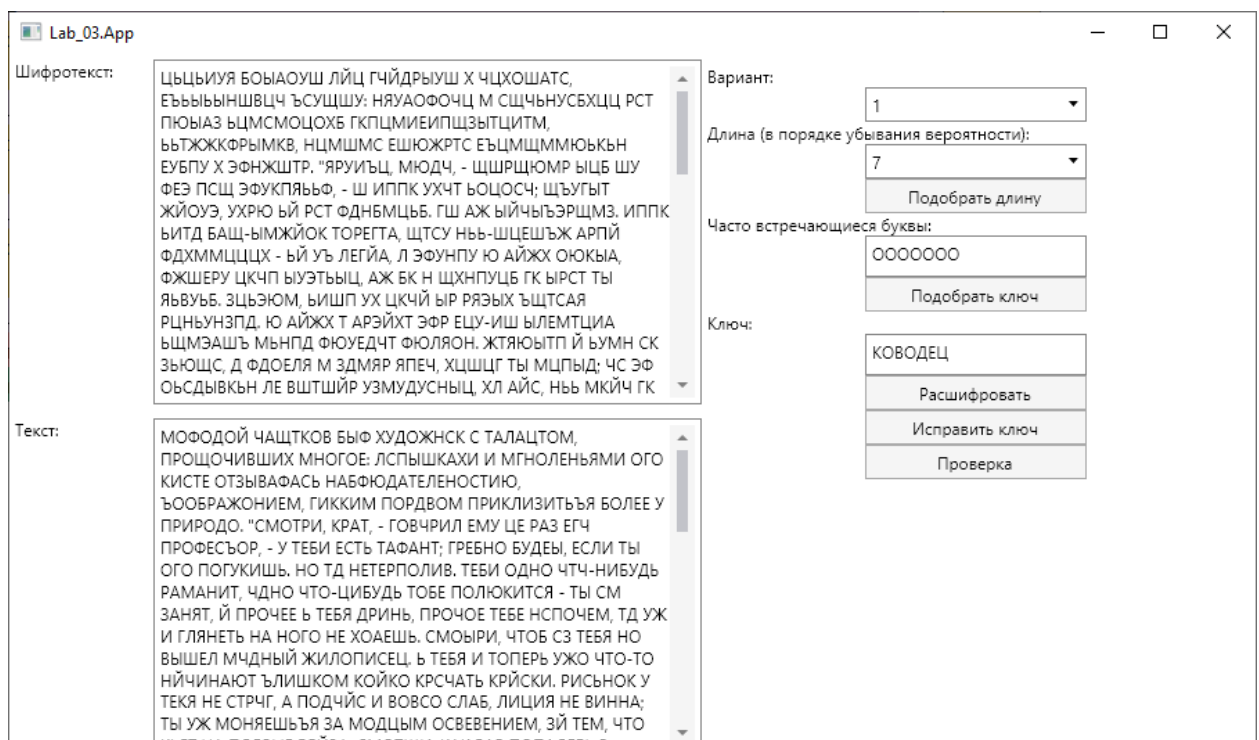 Lab_03.App
Шифротекст:
ЦЬЦЬИУЯ БОЫАОУШ ЛЙЦ ГЧЙДРЫУШ Х ЧЦХОШАТС,
ЕЪЬЫЬЫНШВЦЧ ЪСУЩШУ: НЯУАОФОЧЦ М СЩЧЬНУСБХЦЦ РСТ
ПЮЫАЗ ЬЦМСМОЦОХБ ГКПЦМИЕИПЩЗЫТЦИТМ,
ЬЬТЖЖКФРЫМКВ, НЦМШМС ЕШЮЖРТС ЕЪЦМЩММЮЬКЬН
ЕУБПУ Х ЭФНЖШТР. "ЯРУИЪЦ, МЮДЧ, - ЩШРЩЮМР ЫЦБ ШУ
ФЕЭ ПСЩ ЭФУКПЯЬЬФ, - Ш ИППК УХЧТ ЬОЦОСЧ; ЩЪУГЫТ
ЖЙОУЭ, УХРЮ ЬЙ РСТ ФДНБМЦЬБ. ГШ АЖ ЫЙЧЫЪЭРЩМЗ. ИППК
ЬИТД БАЩ-ЫМЖЙОК ТОРЕГТА, ЩТСУ НЬЬ-ШЦЕШЪЖ АРПЙ
ФДХММЦЦЦХ - ЬЙ УЪ ЛЕГЙА, Л ЭФУНПУ Ю АЙЖХ ОЮКЫА,
ФЖШЕРУ ЦКЧП ЫУЭТЬЫЦ, АЖ БК Н ЩХНПУЦБ ГК ЫРСТ ТЫ
ЯЬВУЬБ. ЗЦЬЭЮМ, ЬИШП УХ ЦКЧЙ ЫР РЯЭЫХ ЪЩТСАЯ
РЦНЬУНЗПД. Ю АЙЖХ Т АРЭЙХТ ЭФР ЕЦУ-ИШ ЫЛЕМТЦИА
ЬЩМЭАШЪ МЬНПД ФЮУЕДЧТ ФЮЛЯОН. ЖТЯЮЫТП Й ЬУМН СК
ЗЬЮЩС, Д ФДОЕЛЯ М ЗДМЯР ЯПЕЧ, ХЦШЦГ ТЫ МЦПЫД; ЧС ЭФ
ОЬСДЫВКЬН ЛЕ ВШТШЙР УЗМУДУСНЫЦ, ХЛ АЙС, НЬЬ МКЙЧ ГК
Текст:
МОФОДОЙ ЧАЩТКОВ БЫФ ХУДОЖНСК С ТАЛАЦТОМ,
ПРОЩОЧИВШИХ МНОГОЕ: ЛСПЫШКАХИ И МГНОЛЕНЬЯМИ ОГО
КИСТЕ ОТЗЫВАФАСЬ НАБФЮДАТЕЛЕНОСТИЮ,
ЪООБРАЖОНИЕМ, ГИККИМ ПОРДВОМ ПРИКЛИЗИТЬЪЯ БОЛЕЕ У
ПРИРОДО. "СМОТРИ, КРАТ, - ГОВЧРИЛ ЕМУ ЦЕ РАЗ ЕГЧ
ПРОФЕСЪОР, - У ТЕБИ ЕСТЬ ТАФАНТ; ГРЕБНО БУДЕЫ, ЕСЛИ ТЫ
ОГО ПОГУКИШЬ. НО ТД НЕТЕРПОЛИВ. ТЕБИ ОДНО ЧТЧ-НИБУДЬ
РАМАНИТ, ЧДНО ЧТО-ЦИБУДЬ ТОБЕ ПОЛЮКИТСЯ - ТЫ СМ
ЗАНЯТ, Й ПРОЧЕЕ Ь ТЕБЯ ДРИНЬ, ПРОЧОЕ ТЕБЕ НСПОЧЕМ, ТД УЖ
И ГЛЯНЕТЬ НА НОГО НЕ ХОАЕШЬ. СМОЫРИ, ЧТОБ СЗ ТЕБЯ НО
ВЫШЕЛ МЧДНЫЙ ЖИЛОПИСЕЦ. Ь ТЕБЯ И ТОПЕРЬ УЖО ЧТО-ТО
НЙЧИНАЮТ ЪЛИШКОМ КОЙКО КРСЧАТЬ КРЙСКИ. РИСЬНОК У
ТЕКЯ НЕ СТРЧГ, А ПОДЧЙС И ВОВСО СЛАБ, ЛИЦИЯ НЕ ВИННА;
ТЫ УЖ МОНЯЕШЬЪЯ ЗА МОДЦЫМ ОСВЕВЕНИЕМ, ЗЙ ТЕМ, ЧТО
Вариант:
1
Длина (в порядке убывания вероятности):
7
Подобрать длину
Часто встречающиеся буквы:
ООООООО
Подобрать ключ
Ключ:
КОВОДЕЦ
Расшифровать
Исправить ключ
Проверка